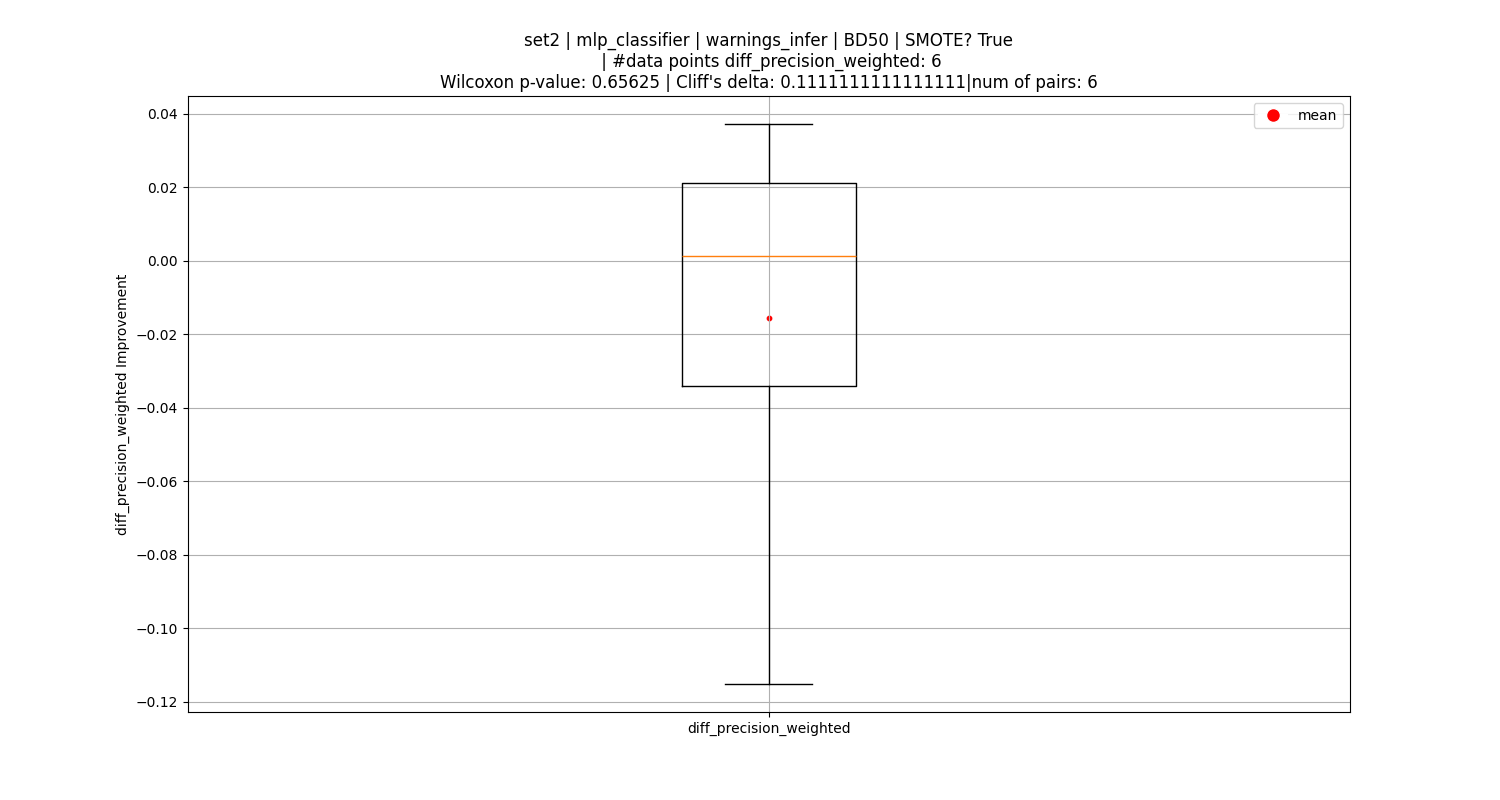 set2 | mlp_classifier | warnings_infer | BD50 | SMOTE? True
| #data points diff_precision_weighted: 6
Wilcoxon p-value: 0.65625 | Cliff's delta: 0.1111111111111111|num of pairs: 6
mean
0.04
0.02
0.00
−0.02
−0.04
−0.06
−0.08
−0.10
−0.12
diff_precision_weighted Improvement
diff_precision_weighted